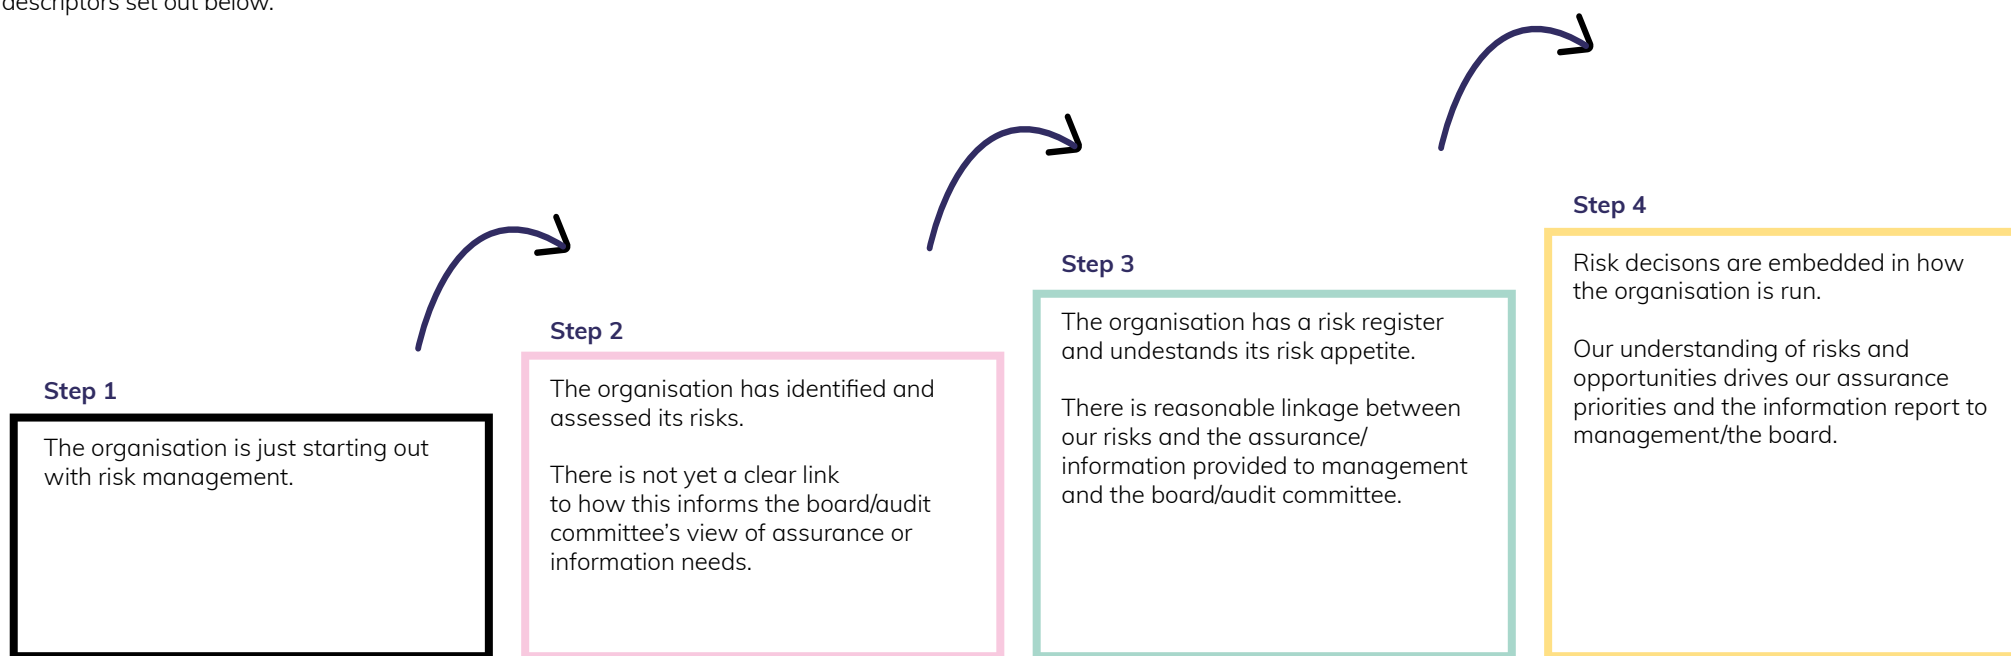 descriptors set out below.
Step 1
The organisation is just starting out
with risk management.
Step 2
The organisation has identified and
assessed its risks.
There is not yet a clear link
to how this informs the board/audit
committee’s view of assurance or
information needs.
Step 3
The organisation has a risk register
and undestands its risk appetite.
There is reasonable linkage between
our risks and the assurance/
information provided to management
and the board/audit committee.
Step 4
Risk decisons are embedded in how
the organisation is run.
Our understanding of risks and
opportunities drives our assurance
priorities and the information report to
management/the board.